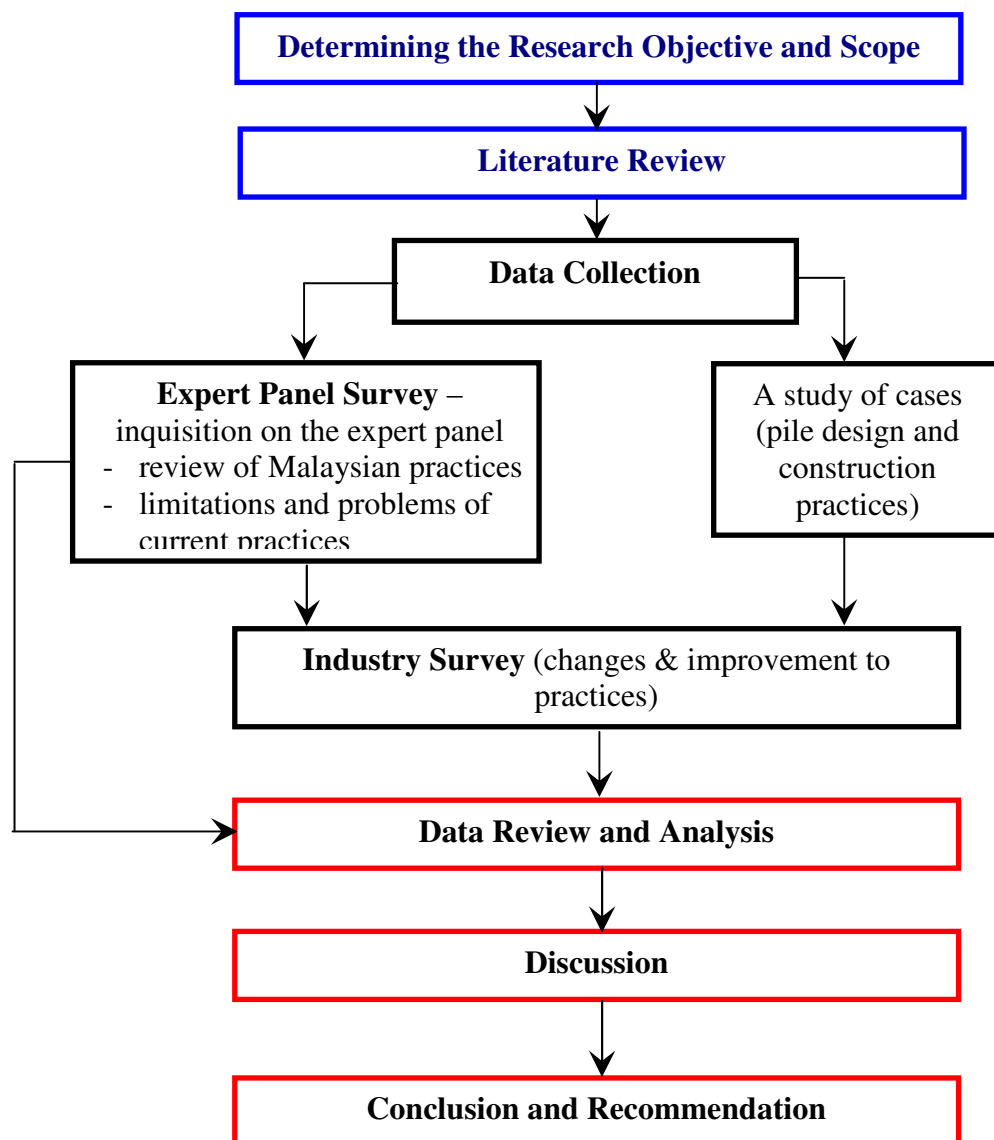 Determining the Research Objective and Scope
Literature Review
Data Collection
Expert Panel Survey –
inquisition on the expert panel
- review of Malaysian practices
- limitations and problems of
current practices
A study of cases
(pile design and
construction
practices)
Industry Survey (changes & improvement to
practices)
Data Review and Analysis
Discussion
Conclusion and Recommendation